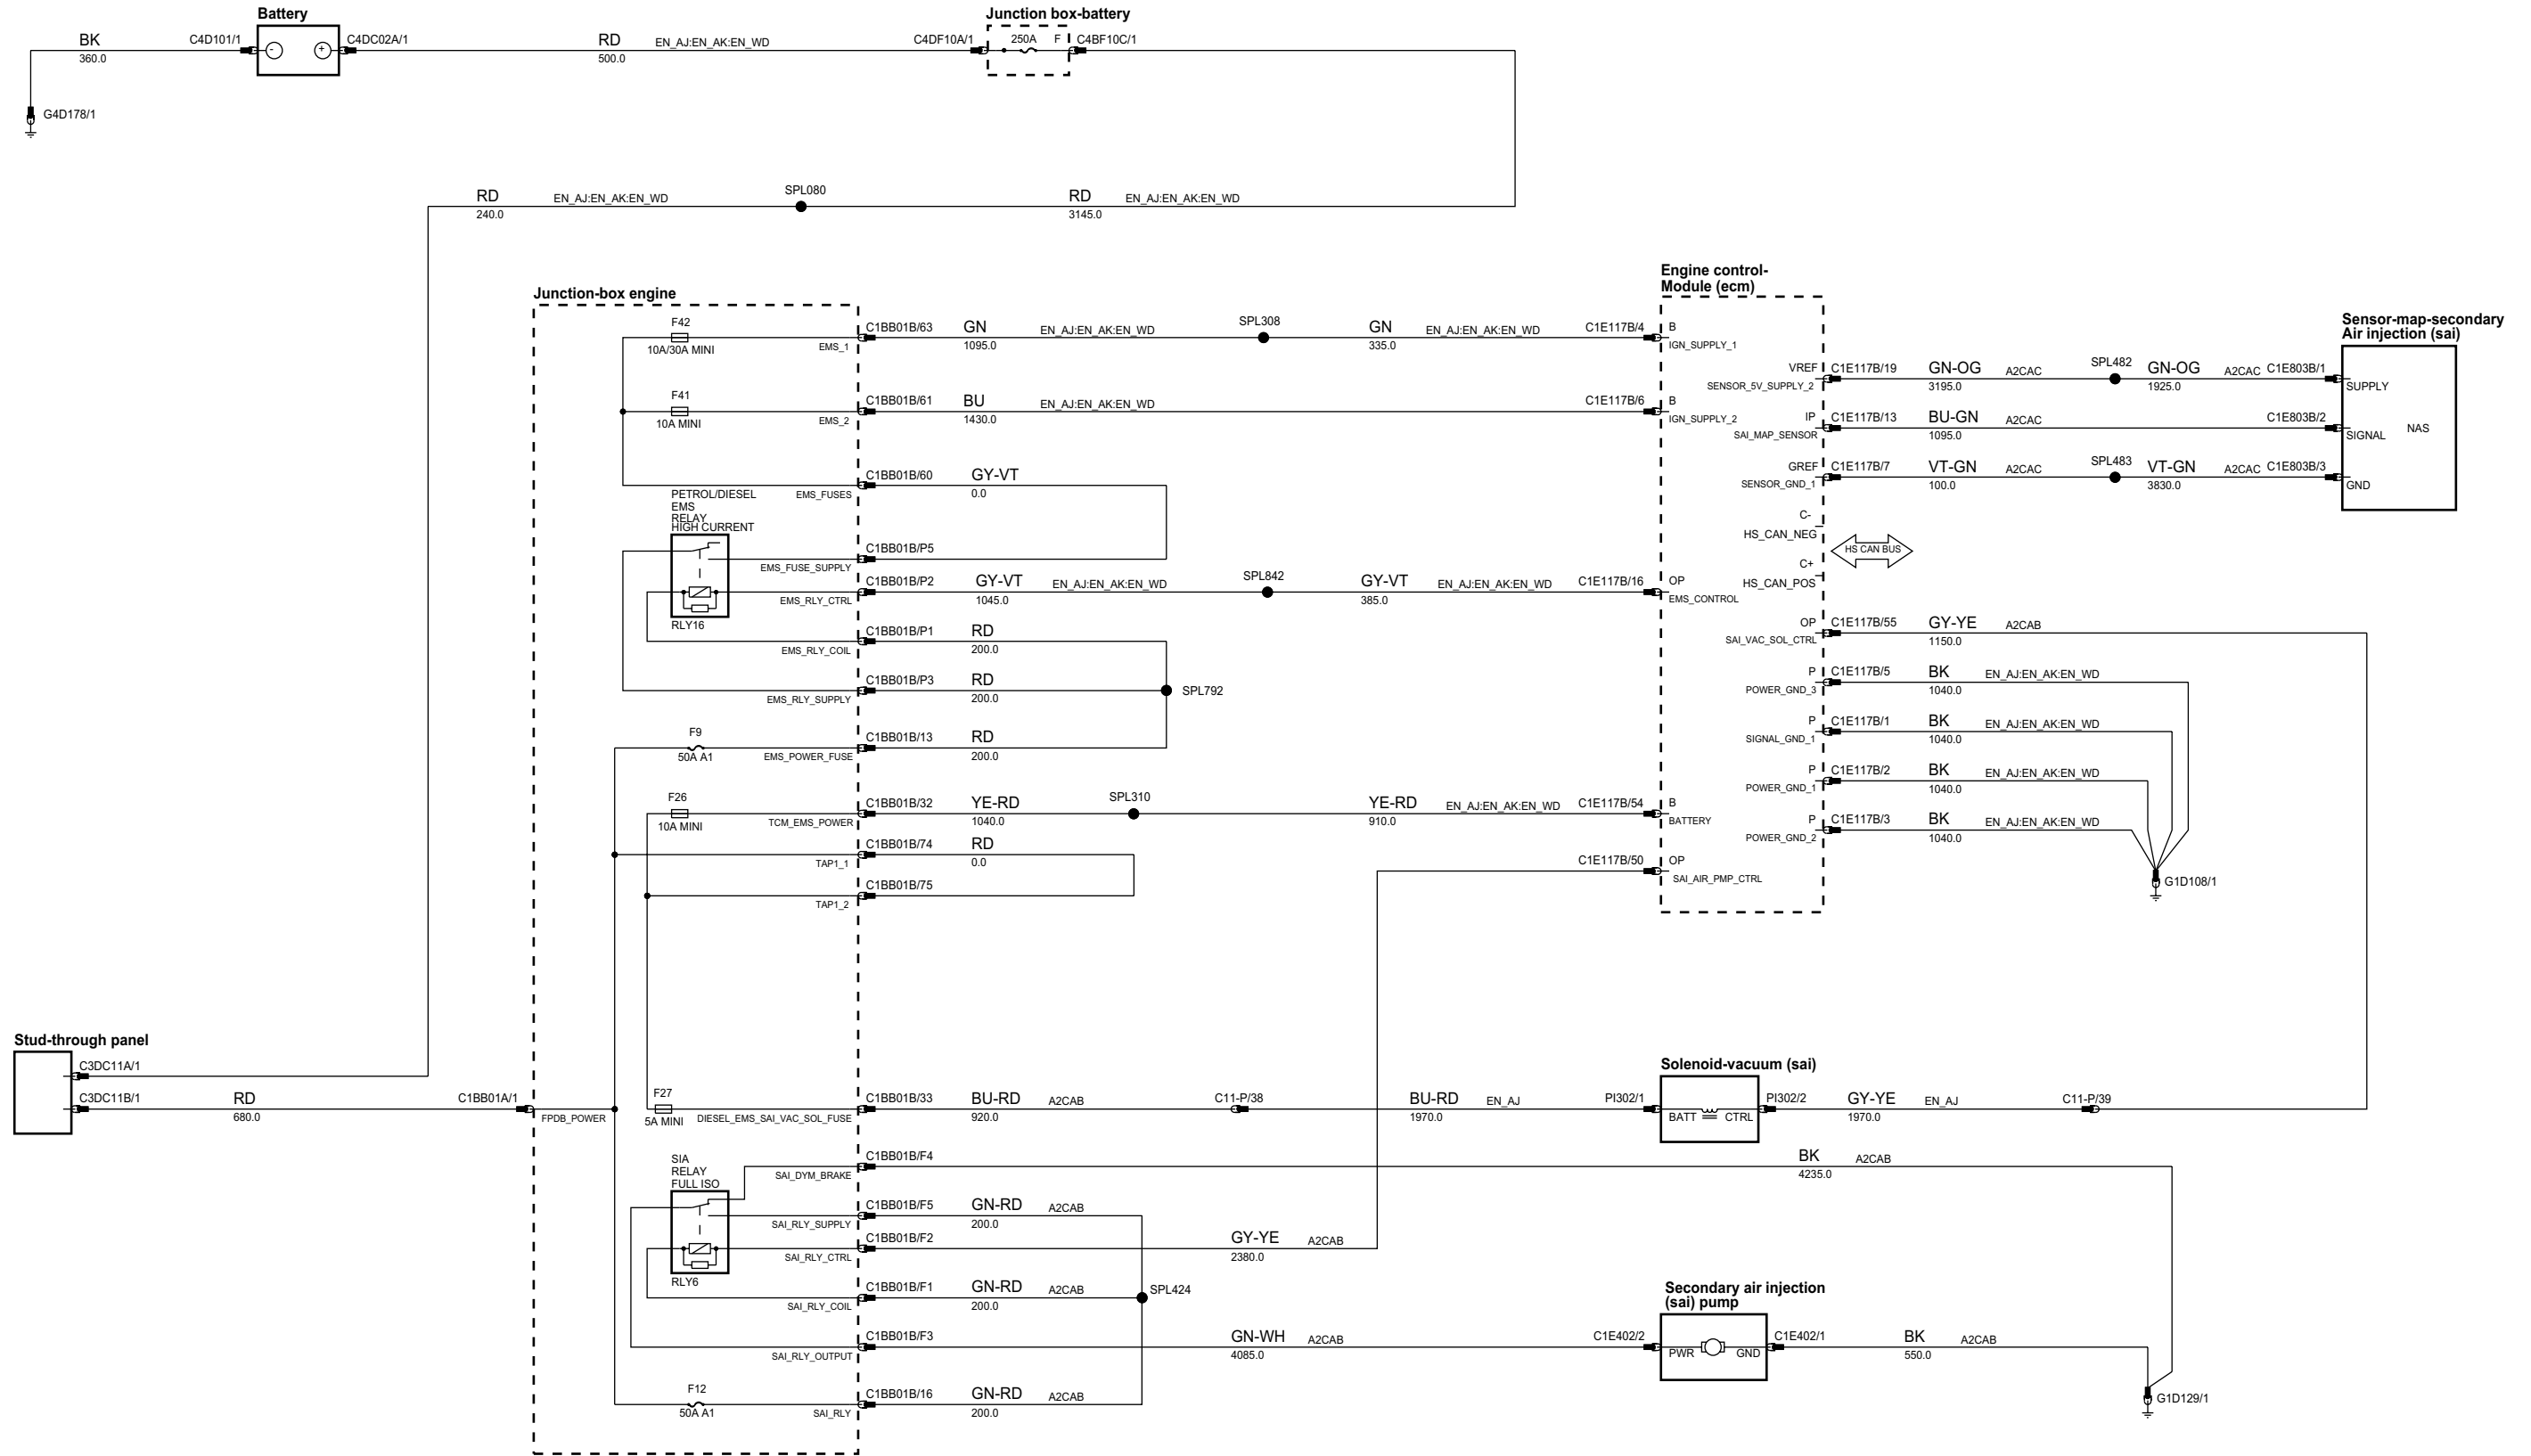 Battery
Junction box-battery
BK
360.0
C4D101/1
-
+
C4DC02A/1
RD
500.0
EN_AJ:EN_AK:EN_WD
C4DF10A/1
250A
F
C4BF10C/1
G4D178/1
RD
240.0
EN_AJ:EN_AK:EN_WD
SPL080
RD
3145.0
EN_AJ:EN_AK:EN_WD
Junction-box engine
F42
10A/30A MINI
EMS_1
C1BB01B/63
GN
1095.0
EN_AJ:EN_AK:EN_WD
SPL308
GN
335.0
EN_AJ:EN_AK:EN_WD
C1E117B/4
F41
10A MINI
EMS_2
C1BB01B/61
BU
1430.0
EN_AJ:EN_AK:EN_WD
C1E117B/6
C1BB01B/60
GY-VT
0.0
EMS_FUSES
PETROL/DIESEL
EMS
RELAY
HIGH CURRENT
RLY16
C1BB01B/P5
EMS_FUSE_SUPPLY
C1BB01B/P2
GY-VT
1045.0
EN_AJ:EN_AK:EN_WD
SPL842
GY-VT
385.0
EN_AJ:EN_AK:EN_WD
C1E117B/16
EMS_RLY_CTRL
C1BB01B/P1
RD
200.0
EMS_RLY_COIL
C1BB01B/P3
RD
200.0
EMS_RLY_SUPPLY
SPL792
F9
50A A1
EMS_POWER_FUSE
C1BB01B/13
RD
200.0
F26
10A MINI
TCM_EMS_POWER
C1BB01B/32
YE-RD
1040.0
SPL310
YE-RD
910.0
EN_AJ:EN_AK:EN_WD
C1E117B/54
C1BB01B/74
RD
0.0
TAP1_1
C1BB01B/75
TAP1_2
C1E117B/50
Engine control-
Module (ecm)
B
IGN_SUPPLY_1
B
IGN_SUPPLY_2
OP
EMS_CONTROL
B
BATTERY
OP
SAI_AIR_PMP_CTRL
VREF
SENSOR_5V_SUPPLY_2
C1E117B/19
GN-OG
3195.0
A2CAC
SPL482
GN-OG
1925.0
A2CAC
C1E803B/1
IP
SAI_MAP_SENSOR
C1E117B/13
BU-GN
1095.0
A2CAC
C1E803B/2
GREF
SENSOR_GND_1
C1E117B/7
VT-GN
100.0
A2CAC
SPL483
VT-GN
3830.0
A2CAC
C1E803B/3
Sensor-map-secondary
Air injection (sai)
SUPPLY
SIGNAL
NAS
GND
C-
HS_CAN_NEG
HS CAN BUS
C+
HS_CAN_POS
OP
SAI_VAC_SOL_CTRL
C1E117B/55
GY-YE
1150.0
A2CAB
P
POWER_GND_3
C1E117B/5
BK
1040.0
EN_AJ:EN_AK:EN_WD
P
SIGNAL_GND_1
C1E117B/1
BK
1040.0
EN_AJ:EN_AK:EN_WD
P
POWER_GND_1
C1E117B/2
BK
1040.0
EN_AJ:EN_AK:EN_WD
P
POWER_GND_2
C1E117B/3
BK
1040.0
EN_AJ:EN_AK:EN_WD
G1D108/1
Stud-through panel
C3DC11A/1
C3DC11B/1
RD
680.0
C1BB01A/1
FPDB_POWER
F27
5A MINI
DIESEL_EMS_SAI_VAC_SOL_FUSE
C1BB01B/33
BU-RD
920.0
A2CAB
C11-P/38
BU-RD
1970.0
EN_AJ
PI302/1
Solenoid-vacuum (sai)
BATT
CTRL
PI302/2
GY-YE
1970.0
EN_AJ
C11-P/39
SIA
RELAY
FULL ISO
RLY6
C1BB01B/F4
SAI_DYM_BRAKE
BK
4235.0
A2CAB
C1BB01B/F5
GN-RD
200.0
A2CAB
SAI_RLY_SUPPLY
C1BB01B/F2
SAI_RLY_CTRL
GY-YE
2380.0
A2CAB
C1BB01B/F1
GN-RD
200.0
A2CAB
SAI_RLY_COIL
SPL424
C1BB01B/F3
SAI_RLY_OUTPUT
GN-WH
4085.0
A2CAB
C1E402/2
Secondary air injection
(sai) pump
PWR
GND
C1E402/1
BK
550.0
A2CAB
F12
50A A1
SAI_RLY
C1BB01B/16
GN-RD
200.0
A2CAB
G1D129/1